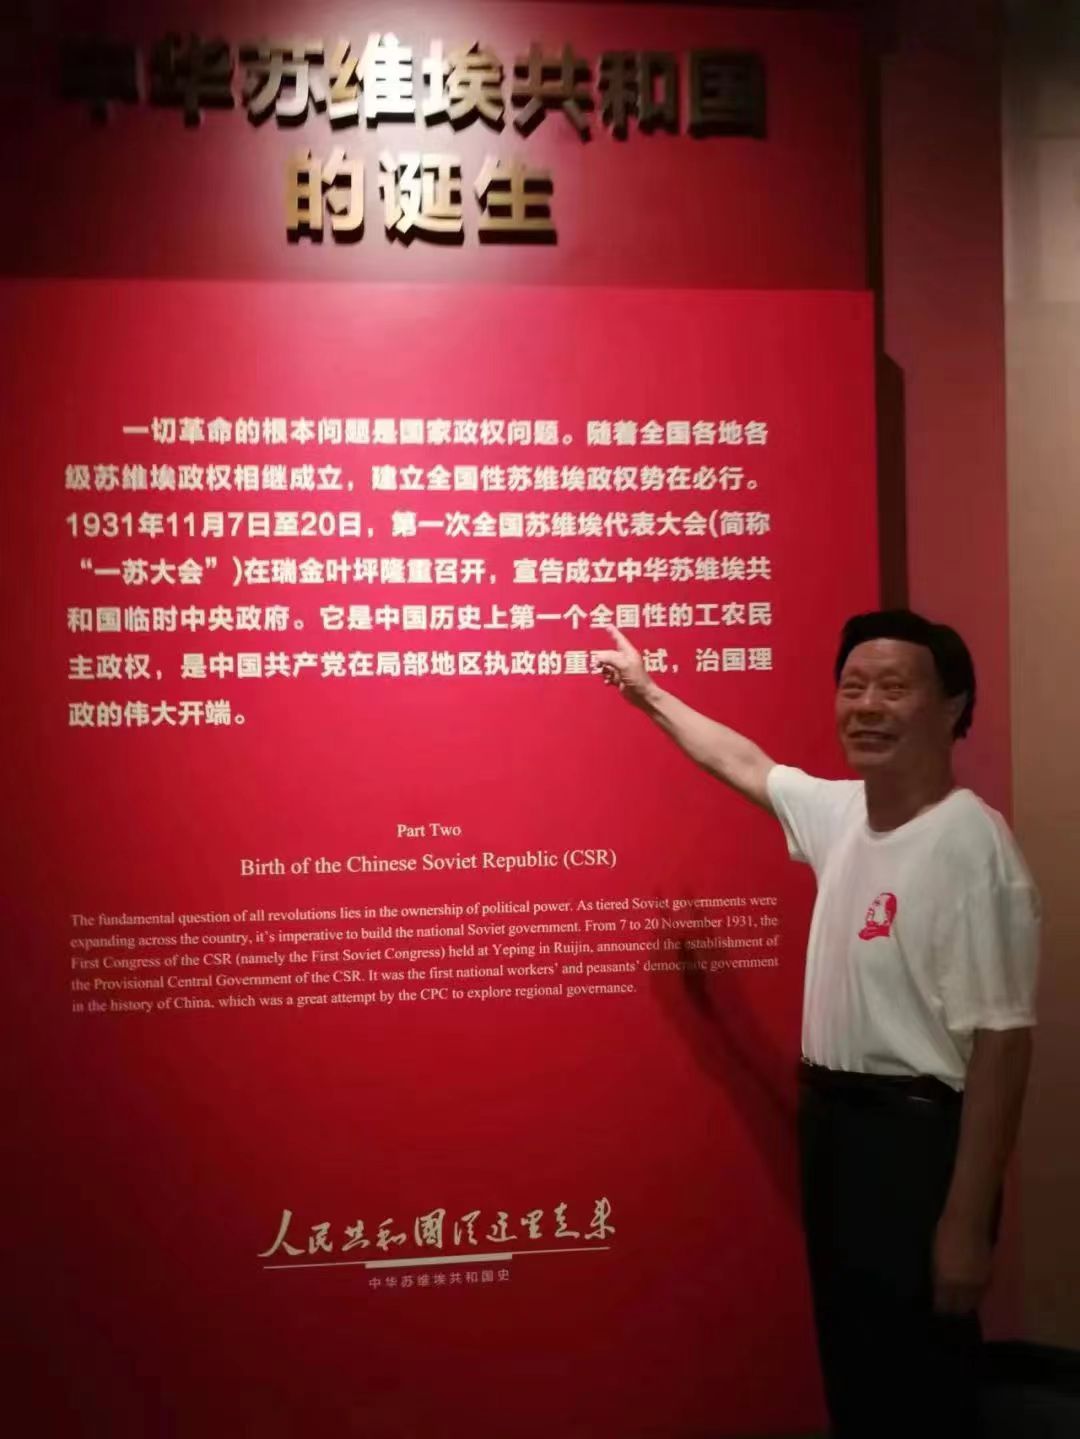 中华苏维埃共和国
的诞生
一切革命的根本问题是国家政权问题。随着全国各地各
级苏维埃政权相继成立，建立全国性苏维埃政权势在必行。
1931年11月7日至20日，第一次全国苏维埃代表大会(简称
“一苏大会”)在瑞金叶坪隆重召开，宣告成立中华苏维埃共
和国临时中央政府。它是中国历史上第一个全国性的工农民
主政权，是中国共产党在局部地区执政的重 试，治国理
政的伟大开端。
Part Two
Birth of the Chinese Soviet Republic (CSR)
The fundamental question of all revolutions lies in the ownership of political power. As tiered Soviet governments were
expanding across the country, it's imperative to build the national Soviet government. From 7 to 20 November 1931, the
First Congress of the CSR (namely the First Soviet Congress) held at Yeping in Ruijin, announced the establishment of
the Provisional Central Government of the CSR. It was the first national workers' and peasants' democratic government
in the history of China, which was a great attempt by the CPC to explore regional governance.
人民共和國從這里走来
中华苏维埃共和国史